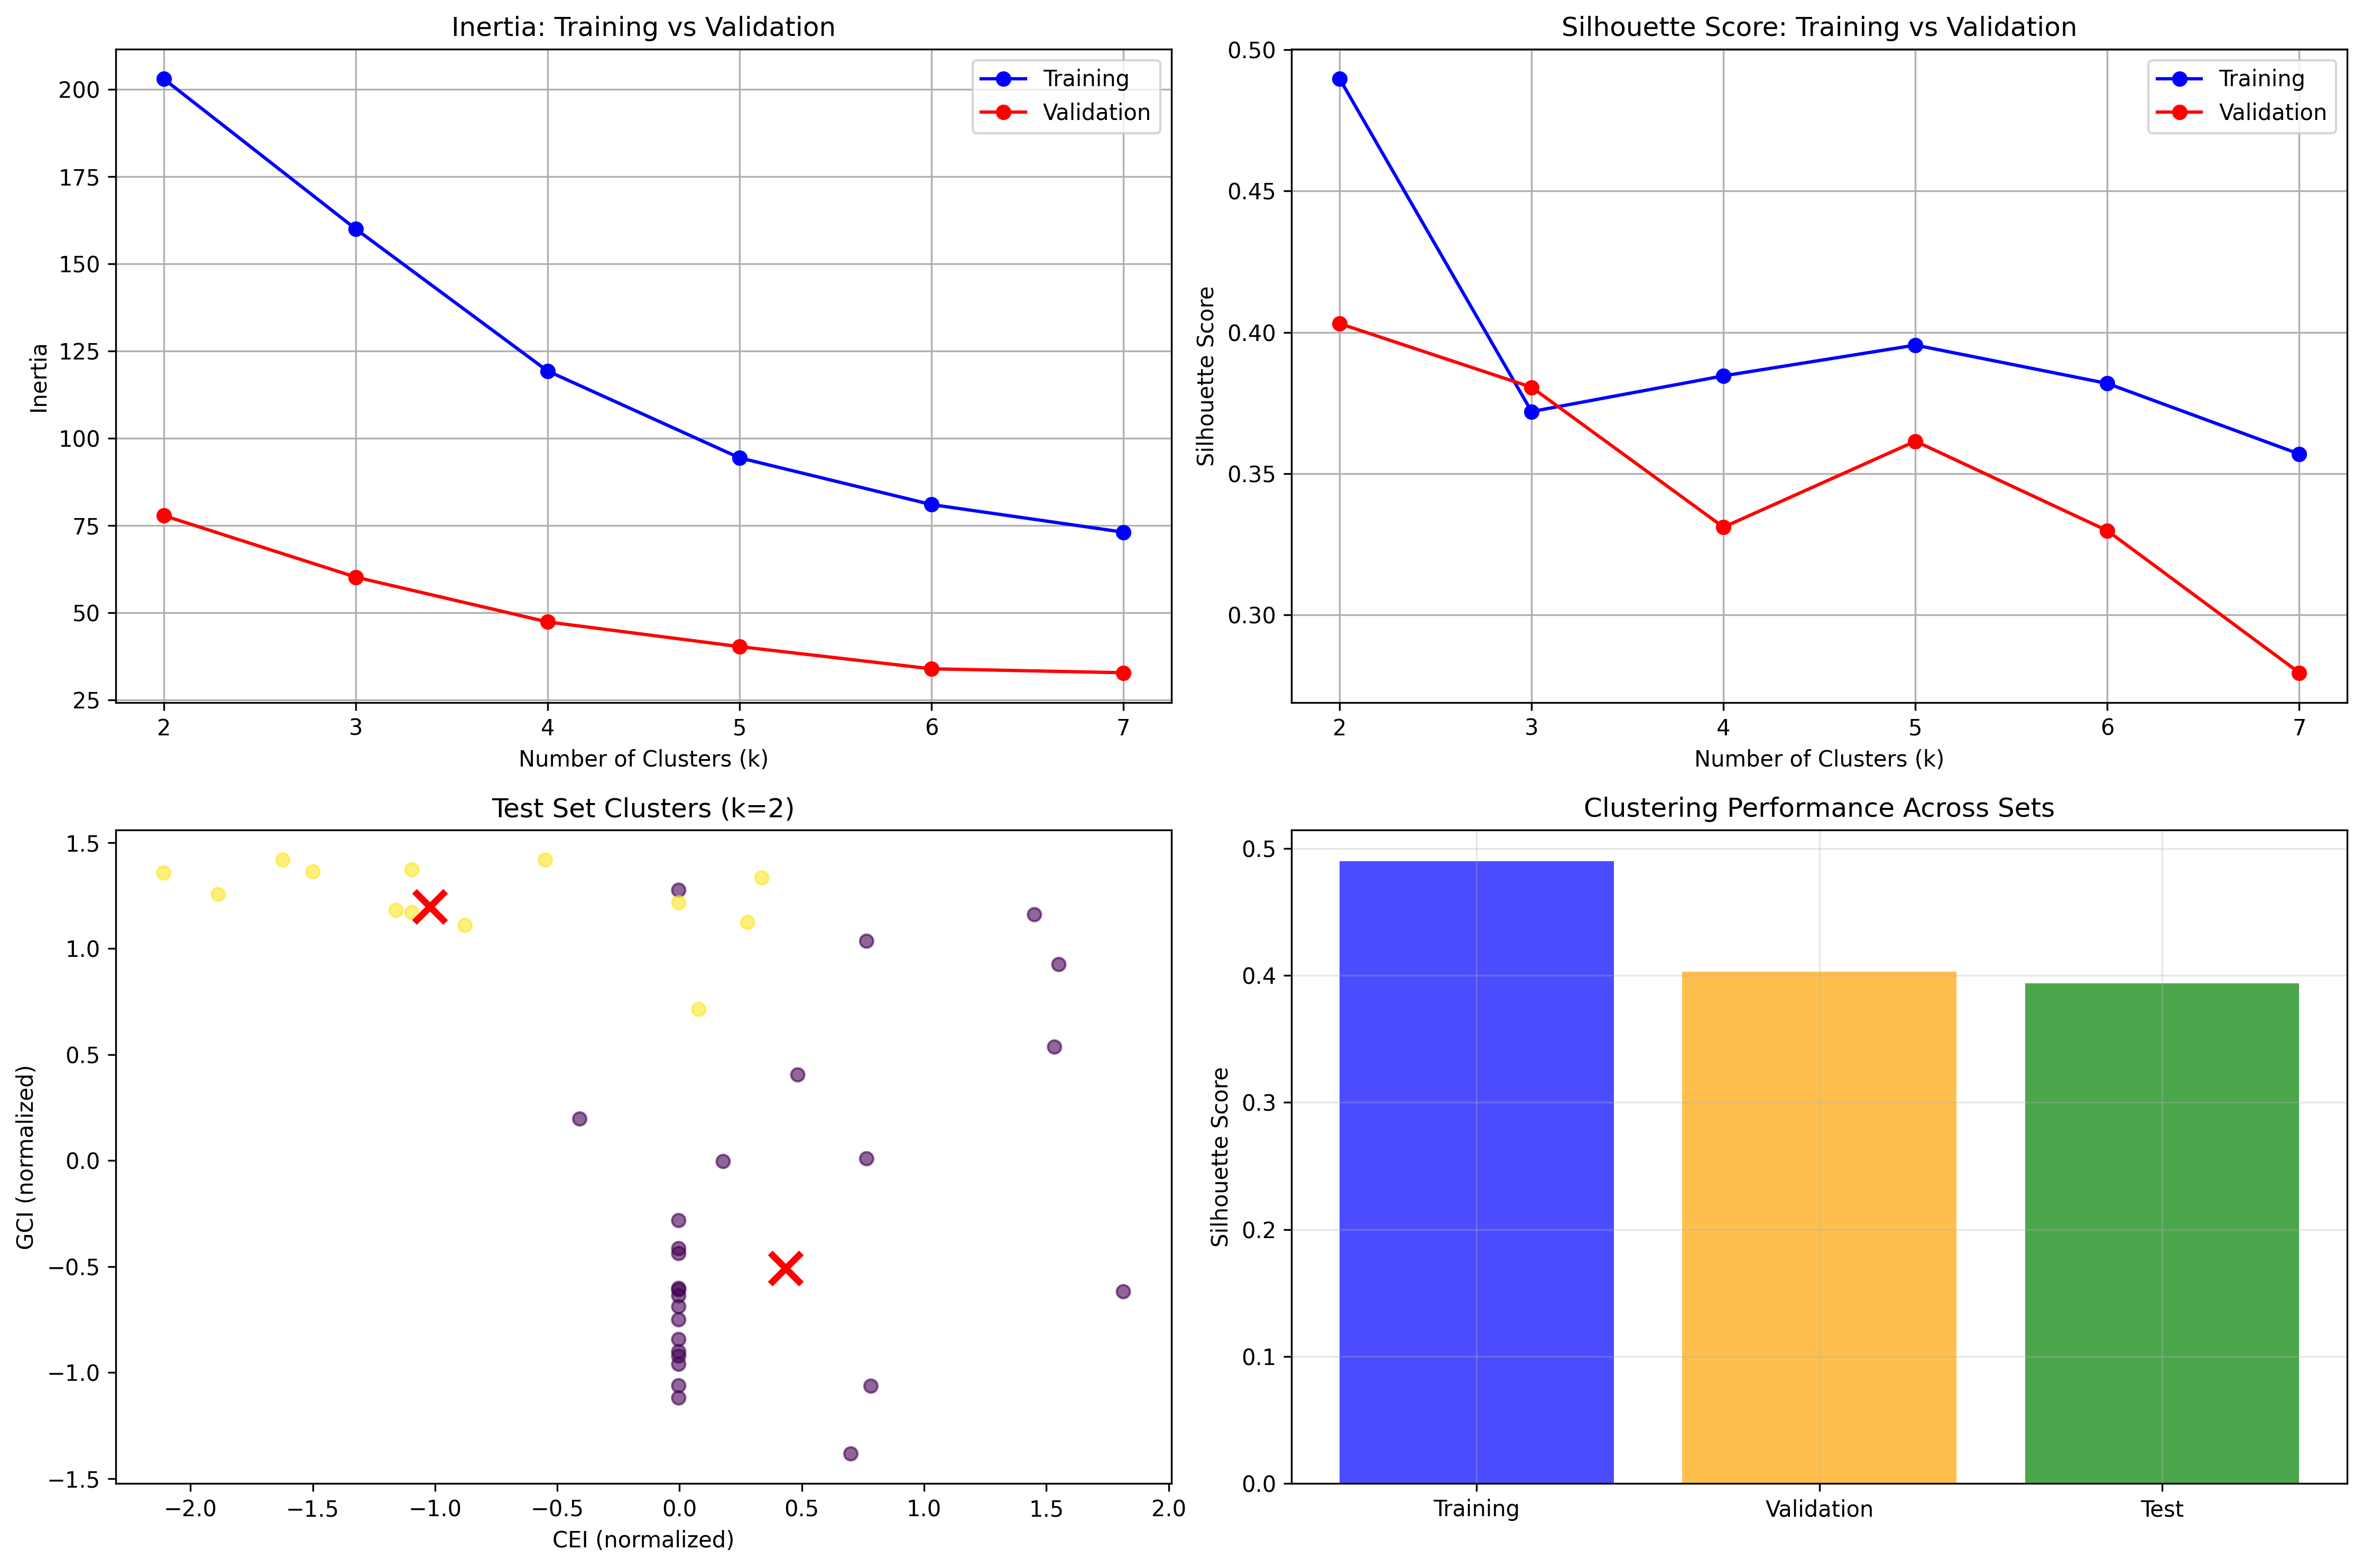 Inertia: Training vs Validation
200
175
150
125
100
75
50
25
Inertia
Training
Validation
2 3 4 5 6 7
Number of Clusters (k)
Silhouette Score: Training vs Validation
0.50
0.45
0.40
0.35
0.30
Silhouette Score
Training
Validation
2 3 4 5 6 7
Number of Clusters (k)
Test Set Clusters (k=2)
1.5
1.0
0.5
0.0
−0.5
−1.0
−1.5
GCI (normalized)
−2.0 −1.5 −1.0 −0.5 0.0 0.5 1.0 1.5 2.0
CEI (normalized)
Clustering Performance Across Sets
0.5
0.4
0.3
0.2
0.1
0.0
Silhouette Score
Training Validation Test